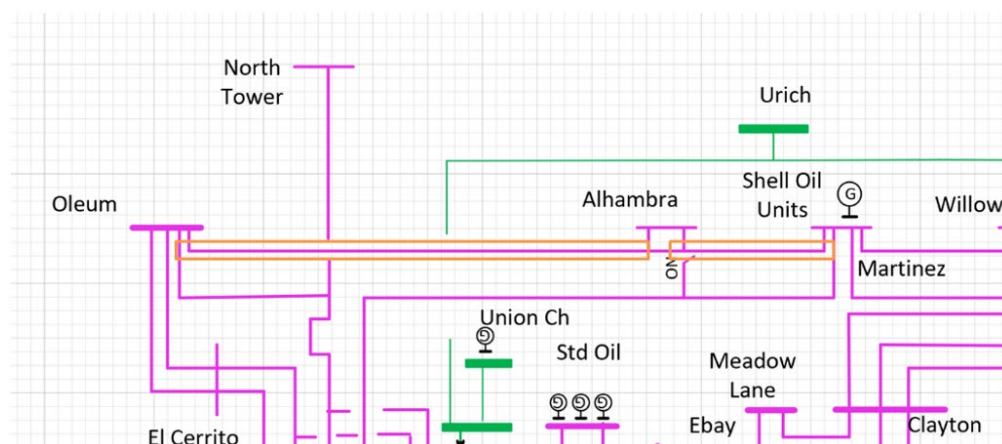 North
Tower
Urich
Oleum
Alhambra
Shell Oil
Units
G
Willow
NO
Martinez
Union Ch
G
Std Oil
G G G
Meadow
Lane
Ebay
Clayton
El Cerrito